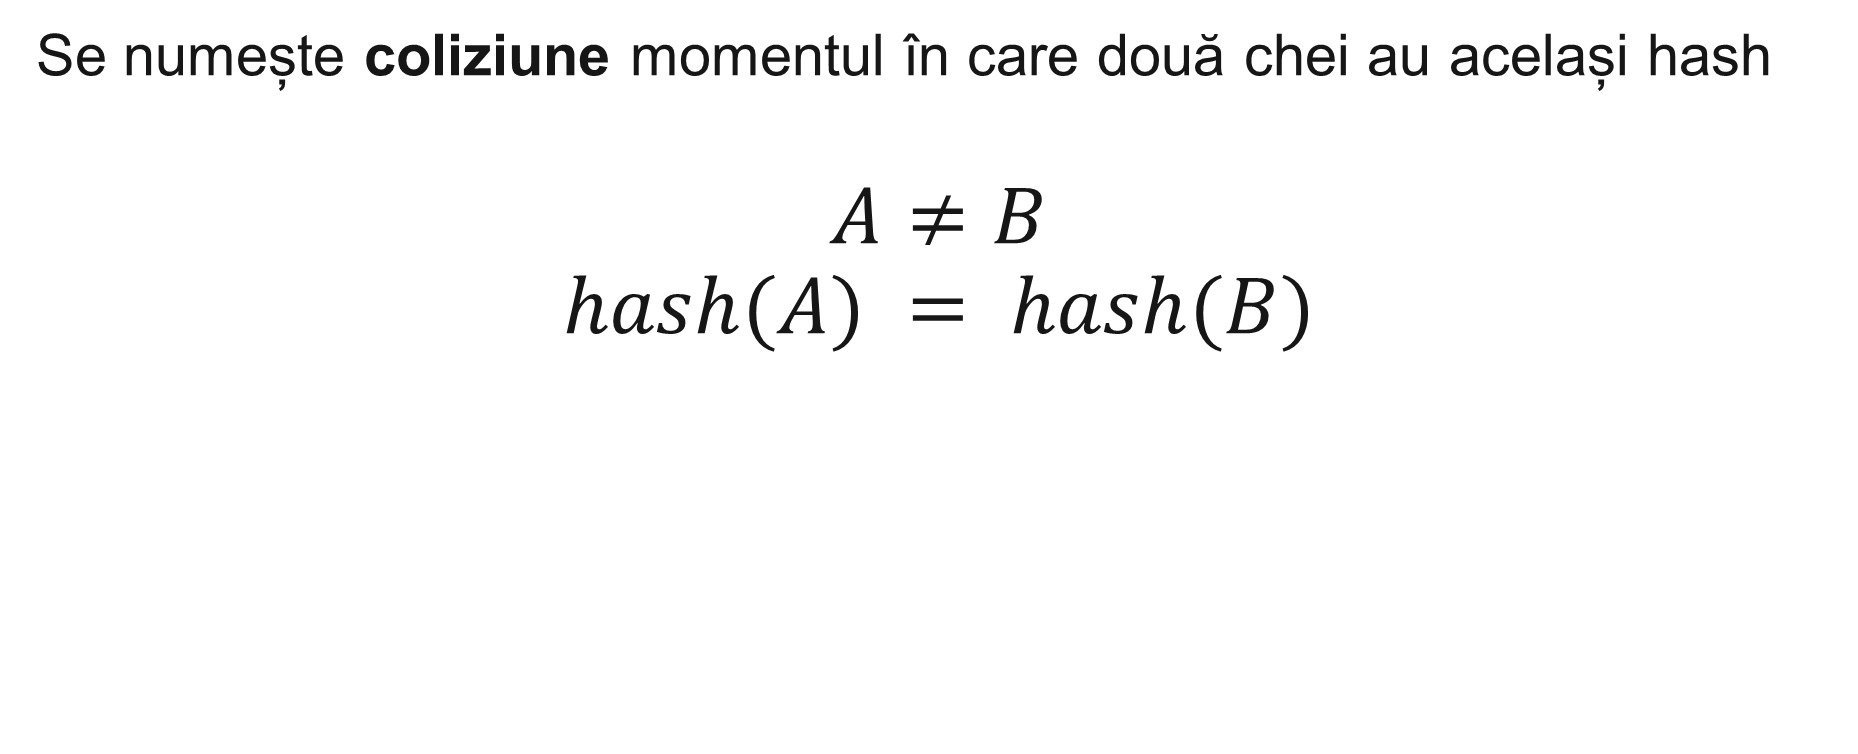 Se numește coliziune momentul în care două chei au același hash
A ≠ B
hash(A) = hash(B)